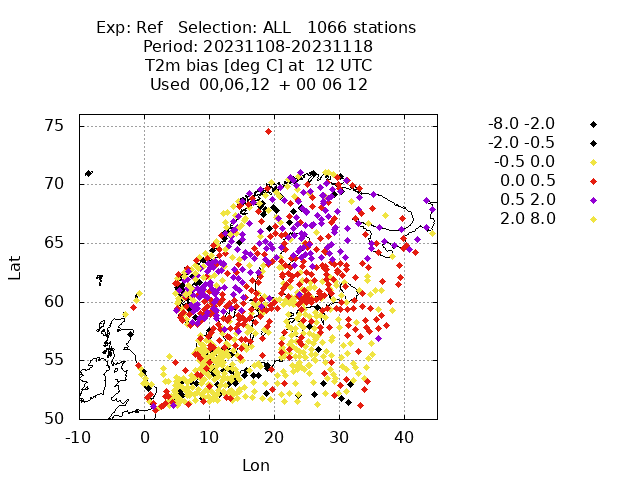 Exp: Ref   Selection: ALL   1066 stations
Period: 20231108-20231118
T2m bias [deg C] at  12 UTC
Used  00,06,12  + 00 06 12
75
70
65
60
55
50
Lat
-10 0 10 20 30 40
Lon
-8.0 -2.0
-2.0 -0.5
-0.5 0.0
0.0 0.5
0.5 2.0
2.0 8.0